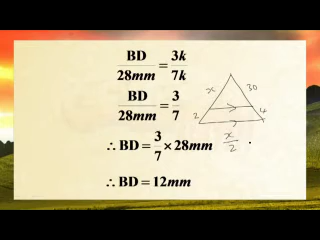 BD/28mm = 3k/7k
BD/28mm = 3/7
∴ BD = 3/7 × 28mm
∴ BD = 12mm
x 30
2 4
x/2 .